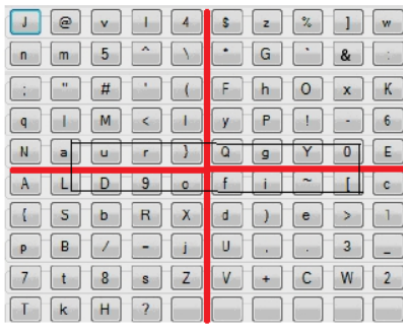 J @ v l 4 $ z % ] w
n m 5 ^ \ * G ` & :
; " # ' ( F h O x K
q | M < I y P ! - 6
N a u r } Q g Y 0 E
A L D 9 o f i ~ [ c
{ S b R X d ) e > 1
p B / = j U , . 3 _
7 t 8 s Z V + C W 2
T k H ?